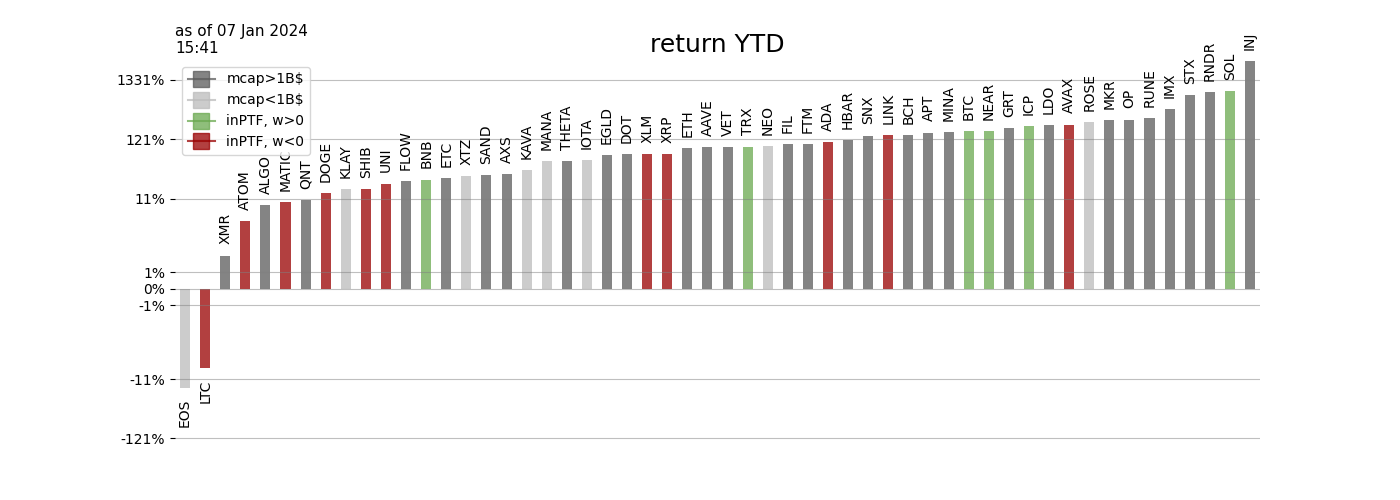 as of 07 Jan 2024
15:41
return YTD
mcap>1B$
mcap<1B$
inPTF, w>0
inPTF, w<0
1331%
121%
11%
1%
0%
-1%
-11%
-121%
EOS
LTC
XMR
ATOM
ALGO
MATIC
QNT
DOGE
KLAY
SHIB
UNI
FLOW
BNB
ETC
XTZ
SAND
AXS
KAVA
MANA
THETA
IOTA
EGLD
DOT
XLM
XRP
ETH
AAVE
VET
TRX
NEO
FIL
FTM
ADA
HBAR
SNX
LINK
BCH
APT
MINA
BTC
NEAR
GRT
ICP
LDO
AVAX
ROSE
MKR
OP
RUNE
IMX
STX
RNDR
SOL
INJ